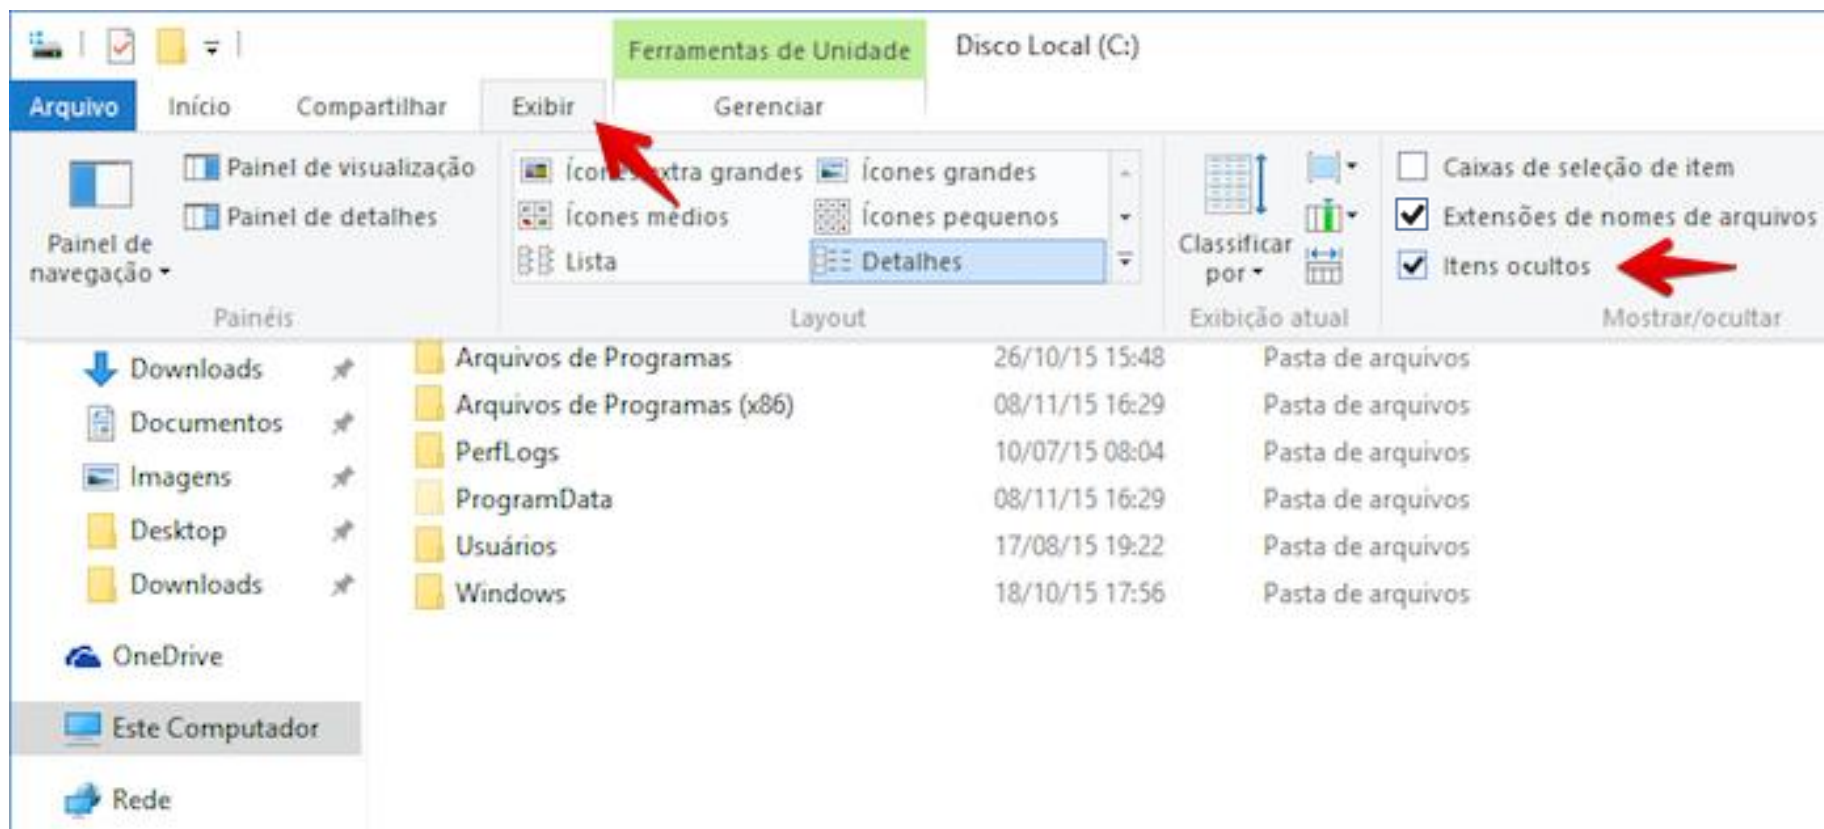 Ferramentas de Unidade Disco Local (C:)
Arquivo Início Compartilhar Exibir Gerenciar
Painel de navegação
Painel de visualização
Painel de detalhes
Painéis
Ícones extra grandes Ícones grandes
Ícones médios Ícones pequenos
Lista Detalhes
Layout
Classificar
por
Exibição atual
Caixas de seleção de item
Extensões de nomes de arquivos
Itens ocultos
Mostrar/ocultar
Downloads
Documentos
Imagens
Desktop
Downloads
OneDrive
Este Computador
Rede
Arquivos de Programas 26/10/15 15:48 Pasta de arquivos
Arquivos de Programas (x86) 08/11/15 16:29 Pasta de arquivos
PerfLogs 10/07/15 08:04 Pasta de arquivos
ProgramData 08/11/15 16:29 Pasta de arquivos
Usuários 17/08/15 19:22 Pasta de arquivos
Windows 18/10/15 17:56 Pasta de arquivos